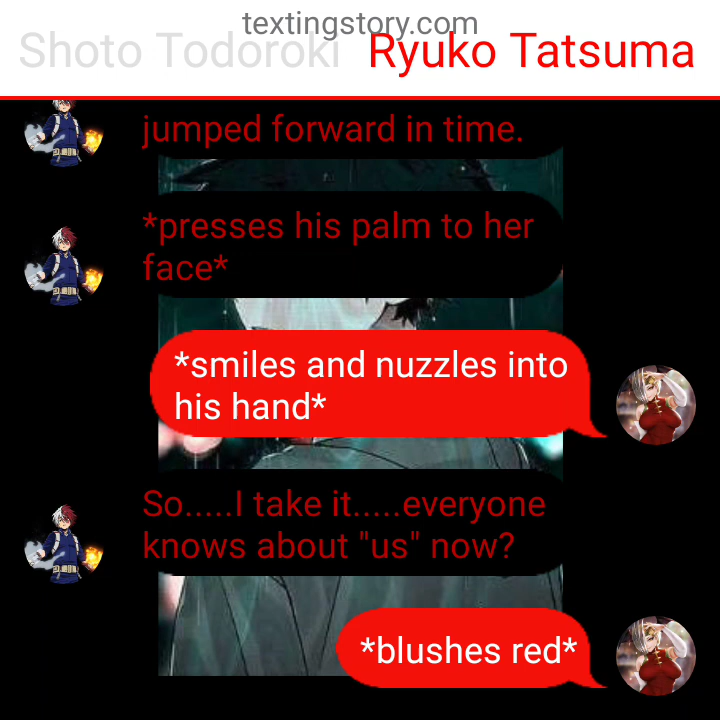 textingstory.com
Shoto Todoroki Ryuko Tatsuma
jumped forward in time.
*presses his palm to her
face*
*smiles and nuzzles into
his hand*
So.....I take it.....everyone
knows about "us" now?
*blushes red*